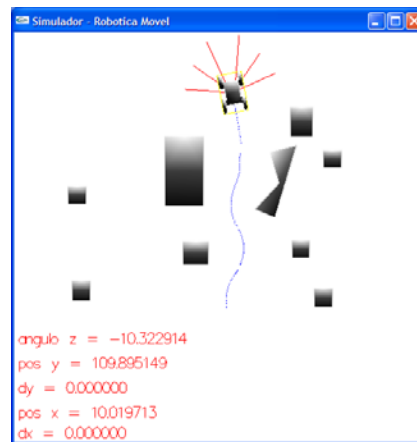 Simulador - Robotica Movel
angulo z = -10.322914
pos y = 109.895149
dy = 0.000000
pos x = 10.019713
dx = 0.000000